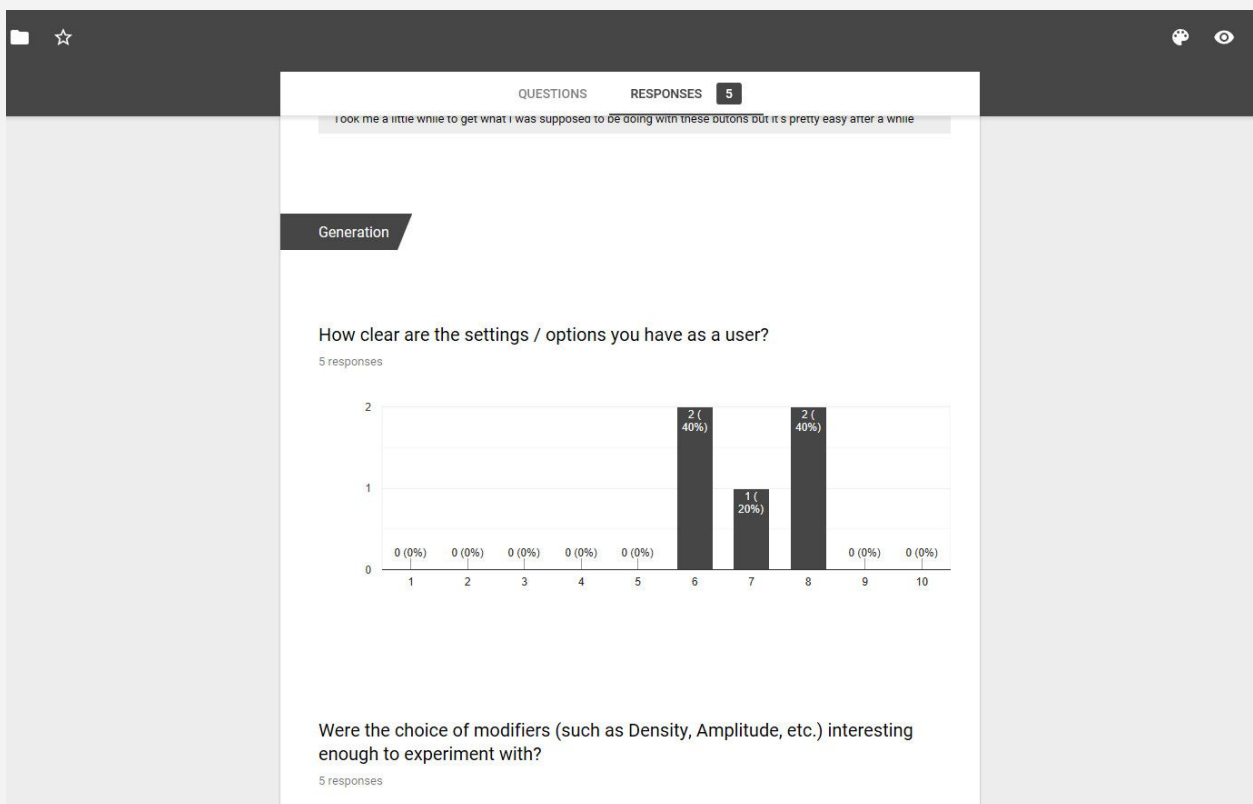 QUESTIONS RESPONSES 5
Took me a little while to get what I was supposed to be doing with these butons but it's pretty easy after a while
Generation
How clear are the settings / options you have as a user?
5 responses
2
1
0
2 (
40%)
1 (
20%)
2 (
40%)
0 (0%) 0 (0%) 0 (0%) 0 (0%) 0 (0%) 0 (0%) 0 (0%)
1 2 3 4 5 6 7 8 9 10
Were the choice of modifiers (such as Density, Amplitude, etc.) interesting
enough to experiment with?
5 responses